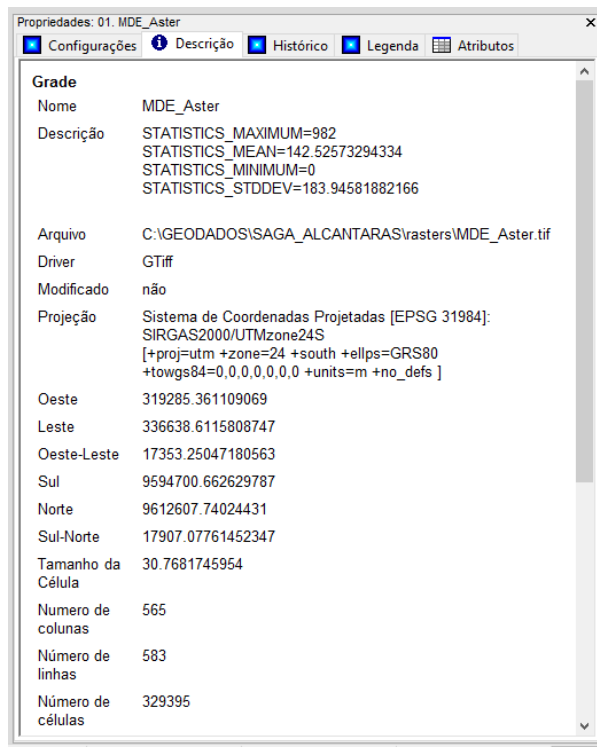 Propriedades: 01. MDE_Aster
Configurações Descrição Histórico Legenda Atributos
Grade
Nome MDE_Aster
Descrição STATISTICS_MAXIMUM=982
STATISTICS_MEAN=142.52573294334
STATISTICS_MINIMUM=0
STATISTICS_STDDEV=183.94581882166
Arquivo C:\GEODADOS\SAGA_ALCANTARAS\rasters\MDE_Aster.tif
Driver GTiff
Modificado não
Projeção Sistema de Coordenadas Projetadas [EPSG 31984]:
SIRGAS2000/UTMzone24S
[+proj=utm +zone=24 +south +ellps=GRS80
+towgs84=0,0,0,0,0,0,0 +units=m +no_defs ]
Oeste 319285.361109069
Leste 336638.6115808747
Oeste-Leste 17353.25047180563
Sul 9594700.662629787
Norte 9612607.74024431
Sul-Norte 17907.07761452347
Tamanho da 30.7681745954
Célula
Numero de 565
colunas
Número de 583
linhas
Número de 329395
células